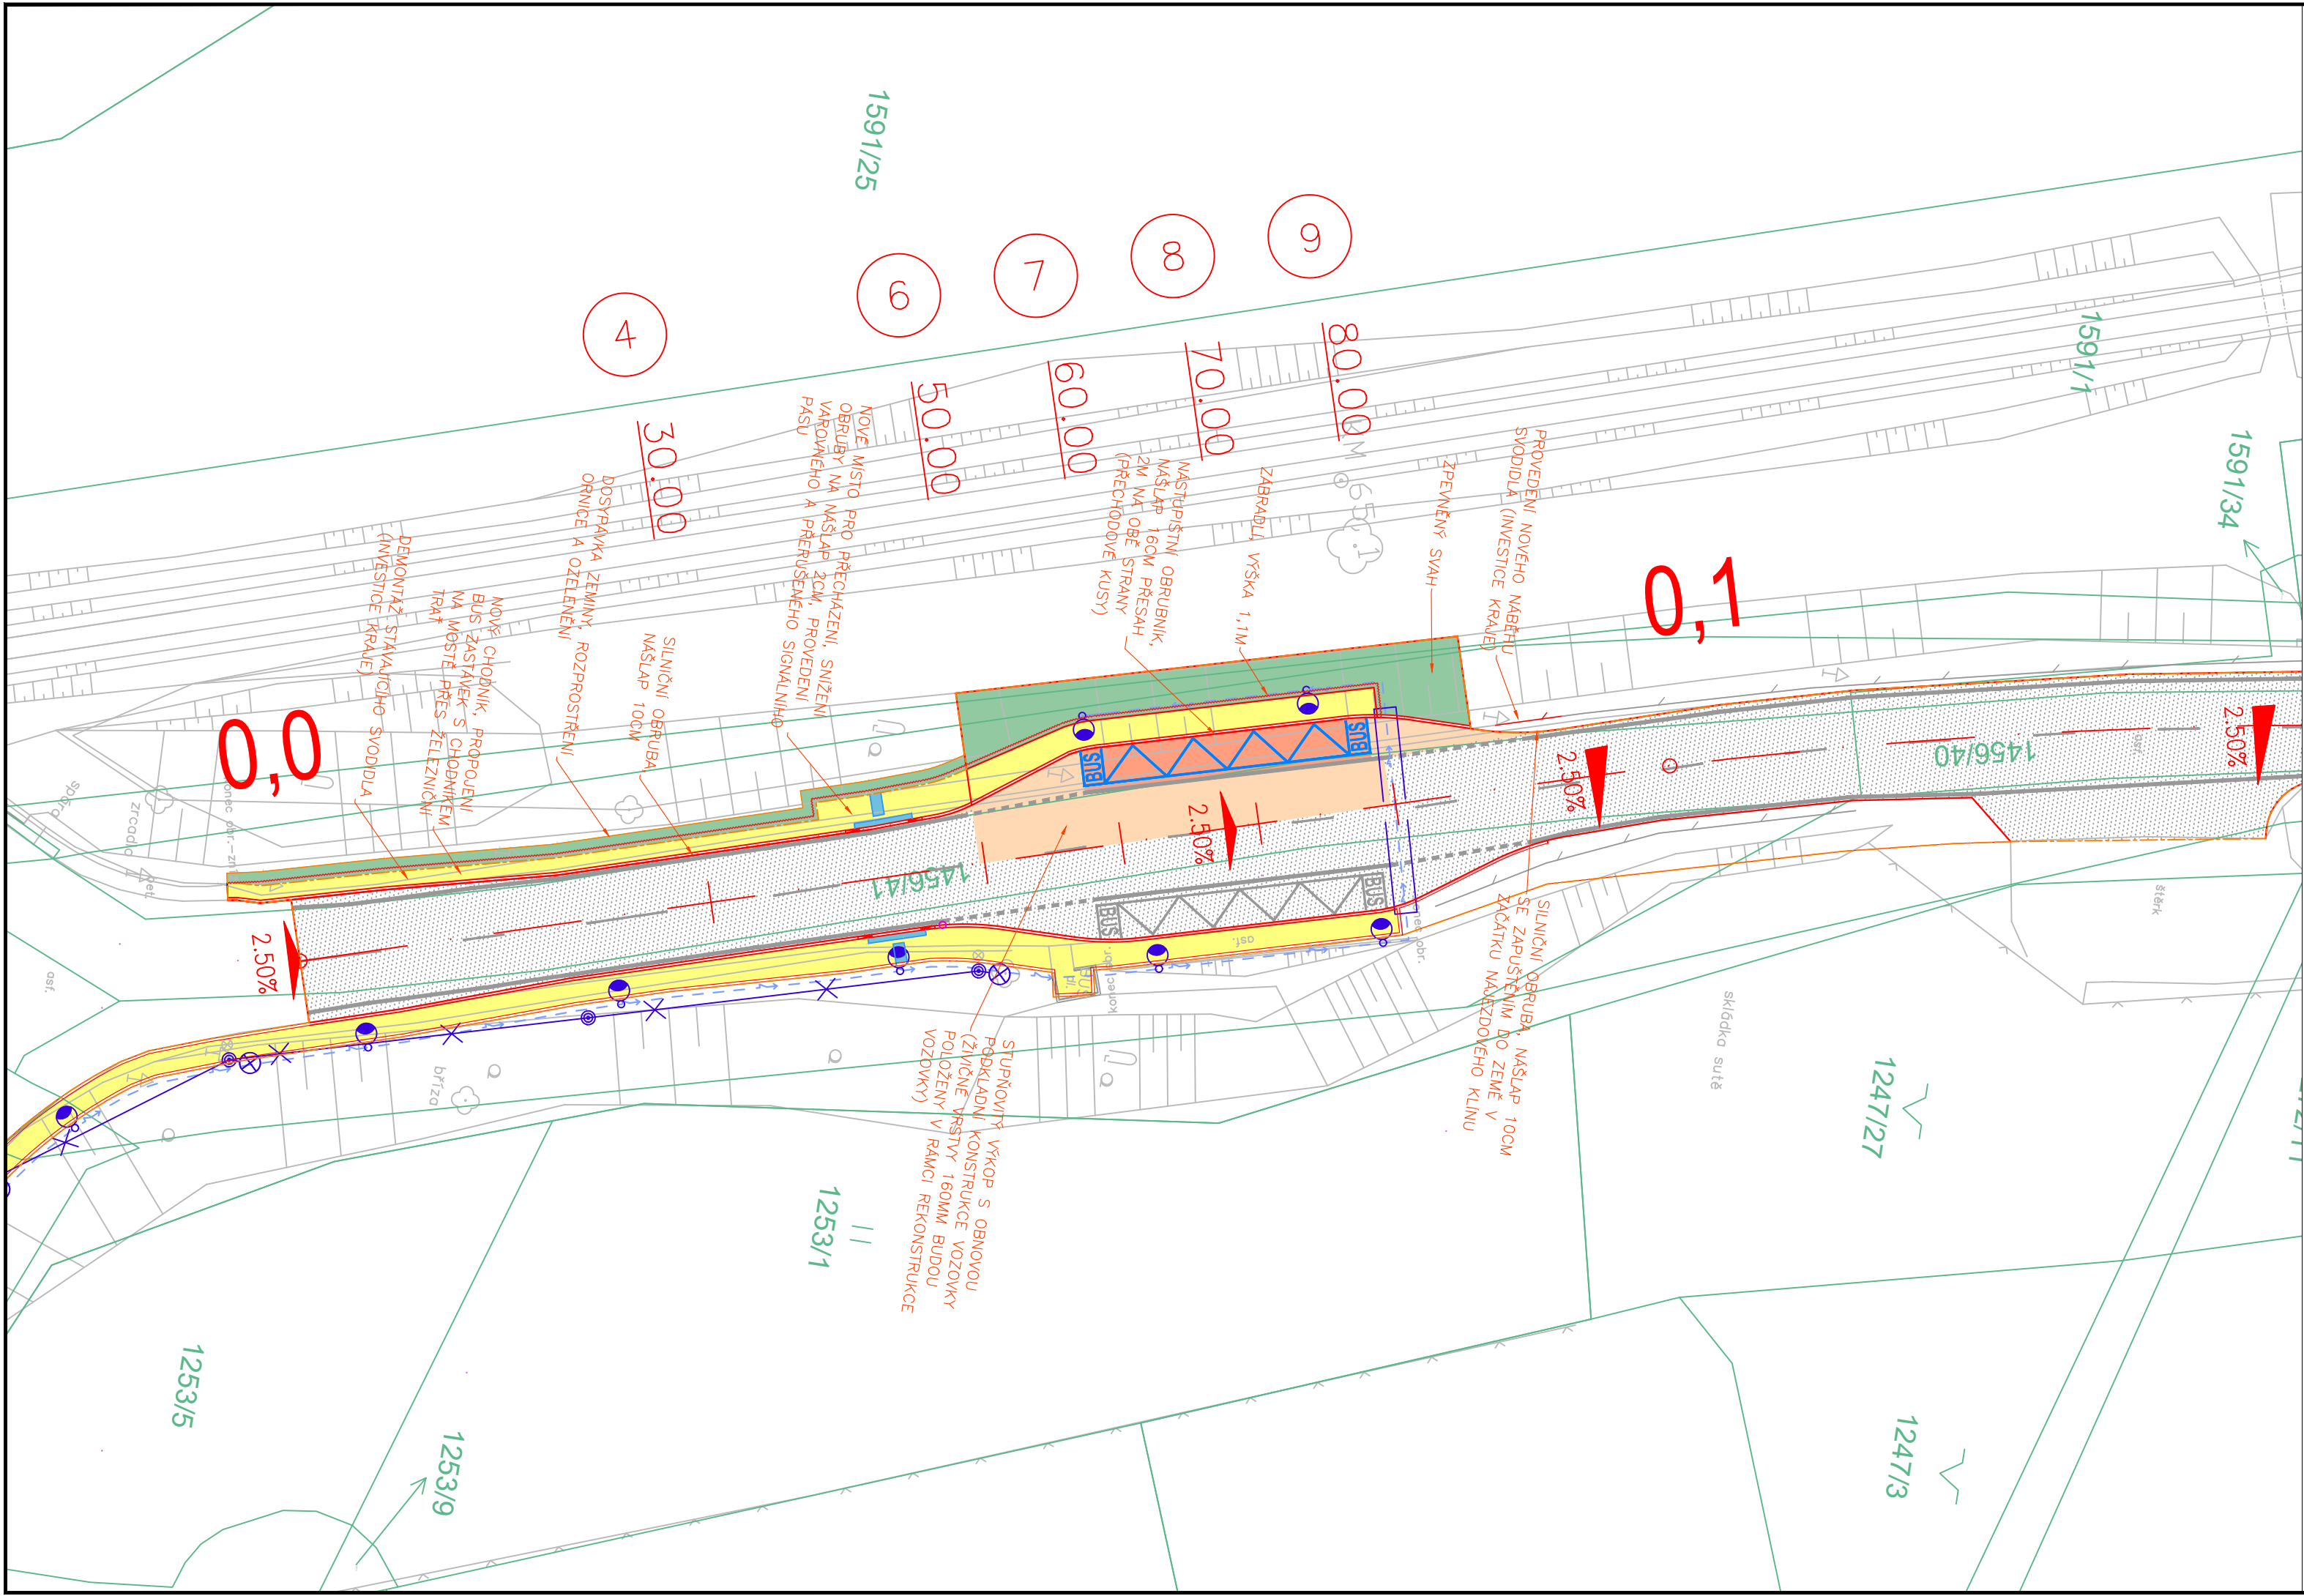 1591/25
4
6
7
8
9
30.00
50.00
60.00
70.00
80.00
KM 65
1
1591/1
1591/34
0,0
0,1
DEMONTÁŽ STÁVAJÍCÍHO SVODIDLA
(INVESTICE KRAJE)
NOVÝ CHODNÍK, PROPOJENÍ
BUS ZASTÁVEK S CHODNÍKEM
NA MOSTĚ PŘES ŽELEZNIČNÍ
TRAŤ
DOSYPÁVKA ZEMINY, ROZPROSTŘENÍ
ORNICE A OZELENĚNÍ
SILNIČNÍ OBRUBA,
NÁŠLAP 10CM
NOVÉ MÍSTO PRO PŘECHÁZENÍ, SNÍŽENÍ
OBRUBY NA NÁŠLAP 2CM, PROVEDENÍ
VAROVNÉHO A PŘERUŠENÉHO SIGNÁLNÍHO
PÁSU
NÁSTUPIŠTNÍ OBRUBNÍK,
NÁŠLAP 16CM PŘESAH
2M NA OBĚ STRANY
(PŘECHODOVÉ KUSY)
ZÁBRADLÍ, VÝŠKA 1,1M
ZPEVNĚNÝ SVAH
PROVEDENÍ NOVÉHO NÁBĚHU
SVODIDLA (INVESTICE KRAJE)
SILNIČNÍ OBRUBA, NÁŠLAP 10CM
SE ZAPUŠTĚNÍM DO ZEMĚ V
ZAČÁTKU NÁJEZDOVÉHO KLÍNU
STUPŇOVITÝ VÝKOP S OBNOVOU
PODKLADNÍ KONSTRUKCE VOZOVKY
(ŽIVIČNÉ VRSTVY 160MM BUDOU
POLOŽENY V RÁMCI REKONSTRUKCE
VOZOVKY)
BUS
BUS
BUS
BUS
2.50%
2.50%
2.50%
2.50%
1456/41
1456/40
zrcadlo
asf.
asf.
asf.
konec obr.
bříza
štěrk
skládka sutě
1247/27
1247/3
1253/1
1253/5
1253/9